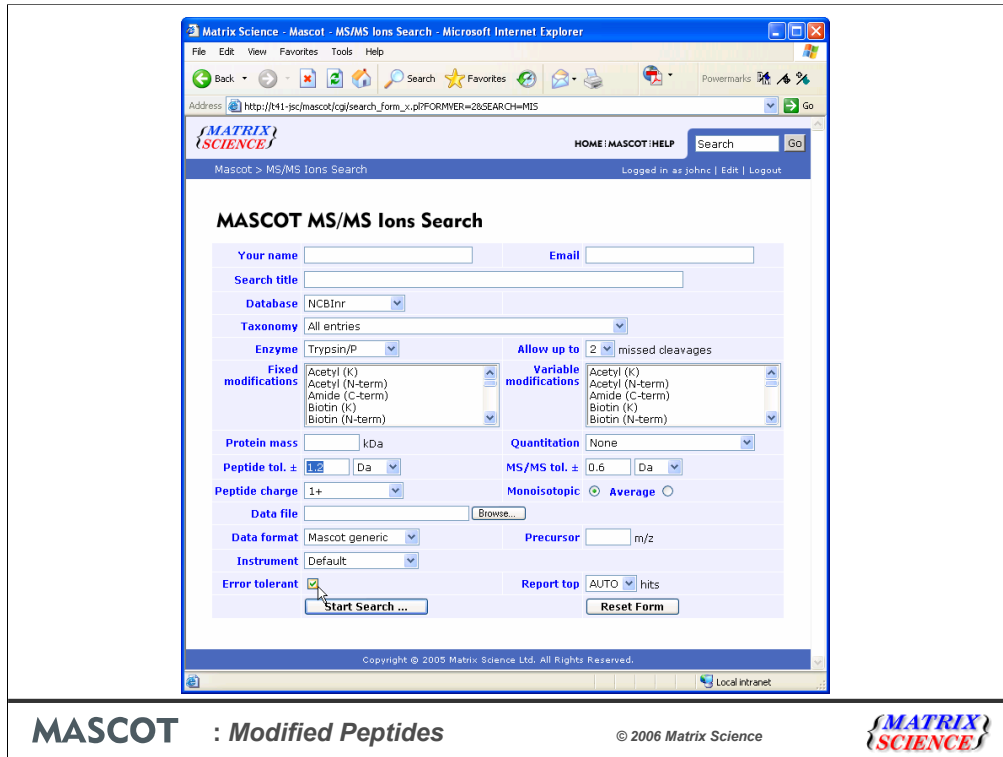 Matrix Science - Mascot - MS/MS Ions Search - Microsoft Internet Explorer
File Edit View Favorites Tools Help
Back Search Favorites Powermarks
Address http://t41-jsc/mascot/cgi/search_form_x.pl?FORMVER=2&SEARCH=MIS Go
MATRIX
SCIENCE
HOME MASCOT HELP Search Go
Mascot > MS/MS Ions Search Logged in as johnc | Edit | Logout
MASCOT MS/MS Ions Search
Your name Email
Search title
Database NCBInr
Taxonomy All entries
Enzyme Trypsin/P Allow up to 2 missed cleavages
Fixed modifications Variable modifications
Acetyl (K) Acetyl (K)
Acetyl (N-term) Acetyl (N-term)
Amide (C-term) Amide (C-term)
Biotin (K) Biotin (K)
Biotin (N-term) Biotin (N-term)
Protein mass kDa Quantitation None
Peptide tol. ± 1.2 Da MS/MS tol. ± 0.6 Da
Peptide charge 1+ Monoisotopic Average
Data file Browse...
Data format Mascot generic Precursor m/z
Instrument Default
Error tolerant Report top AUTO hits
Start Search ... Reset Form
Copyright © 2005 Matrix Science Ltd. All Rights Reserved.
Local intranet
MASCOT : Modified Peptides © 2006 Matrix Science
MATRIX
SCIENCE